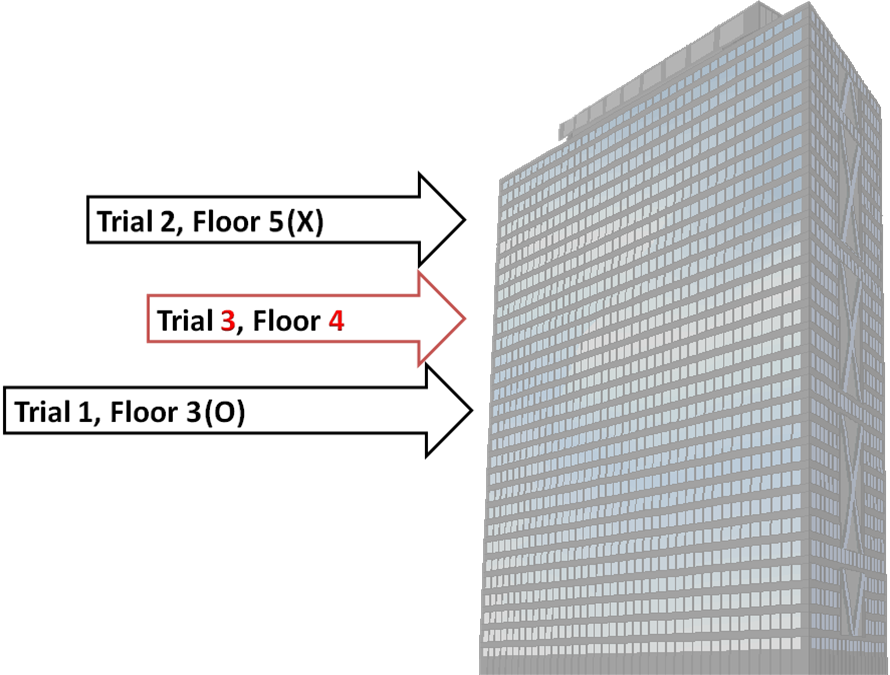 Trial 2, Floor 5(X)
Trial 3, Floor 4
Trial 1, Floor 3(O)